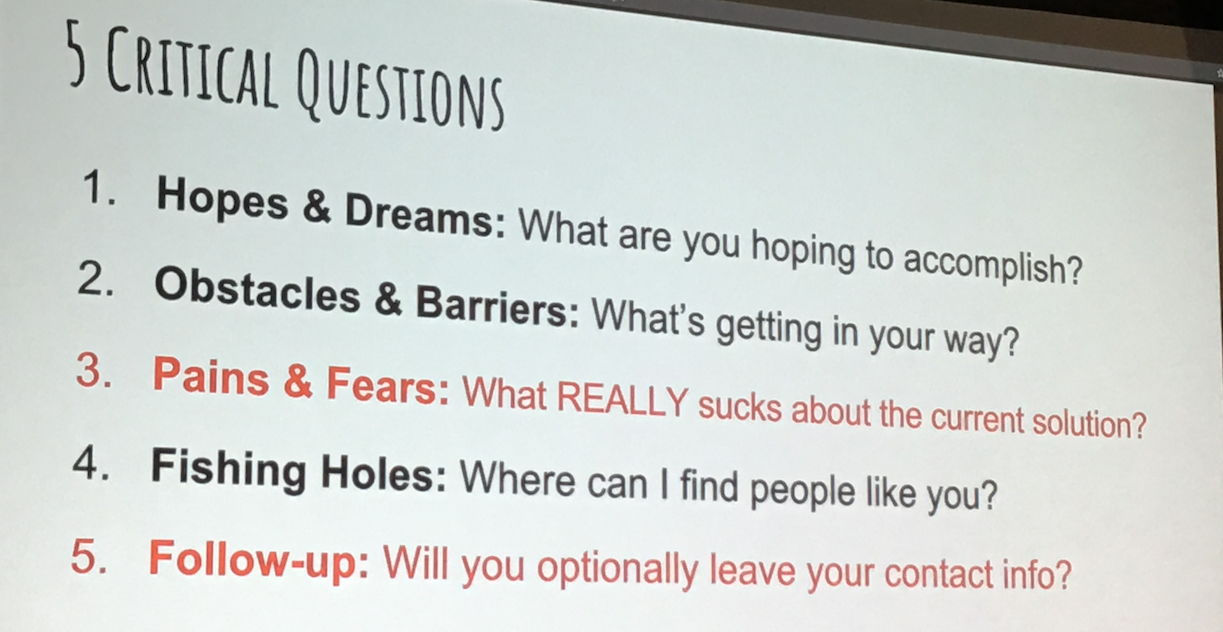 5 CRITICAL QUESTIONS
1. Hopes & Dreams: What are you hoping to accomplish?
2. Obstacles & Barriers: What's getting in your way?
3. Pains & Fears: What REALLY sucks about the current solution?
4. Fishing Holes: Where can I find people like you?
5. Follow-up: Will you optionally leave your contact info?